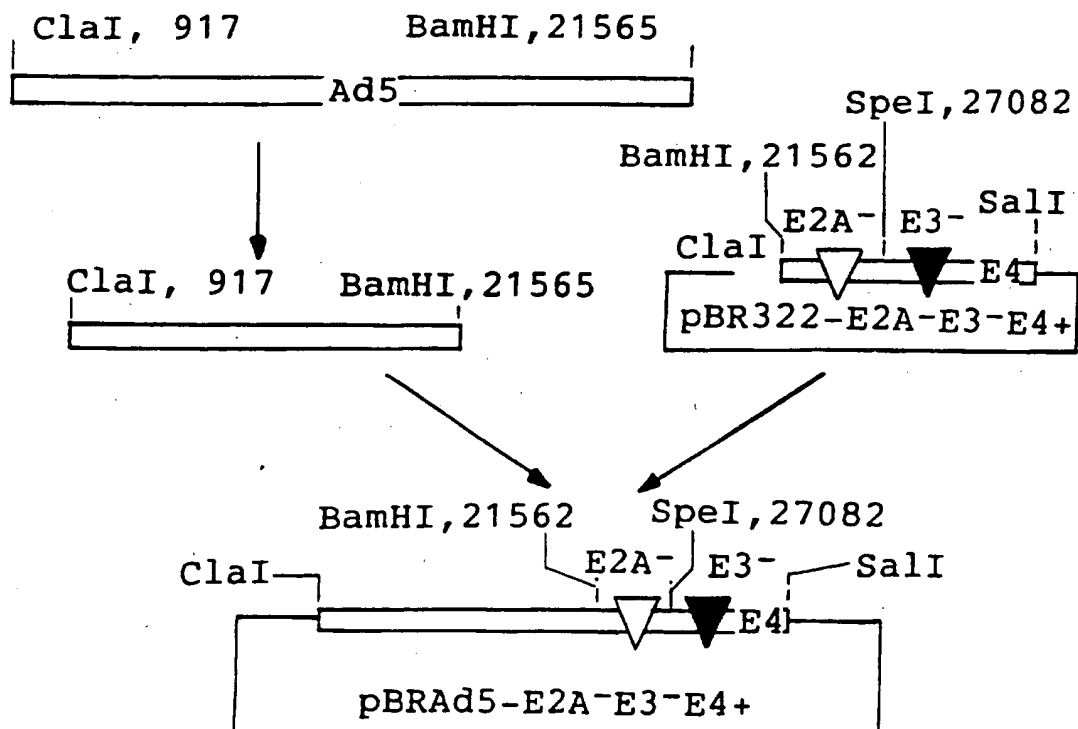 ClaI, 917 BamHI,21565
Ad5
SpeI,27082
BamHI,21562
E2A⁻ E3⁻ SalI
ClaI
E4
pBR322-E2A⁻E3⁻E4+
ClaI, 917 BamHI,21565
BamHI,21562 SpeI,27082
E2A⁻ E3⁻
ClaI SalI
E4
pBRAd5-E2A⁻E3⁻E4+